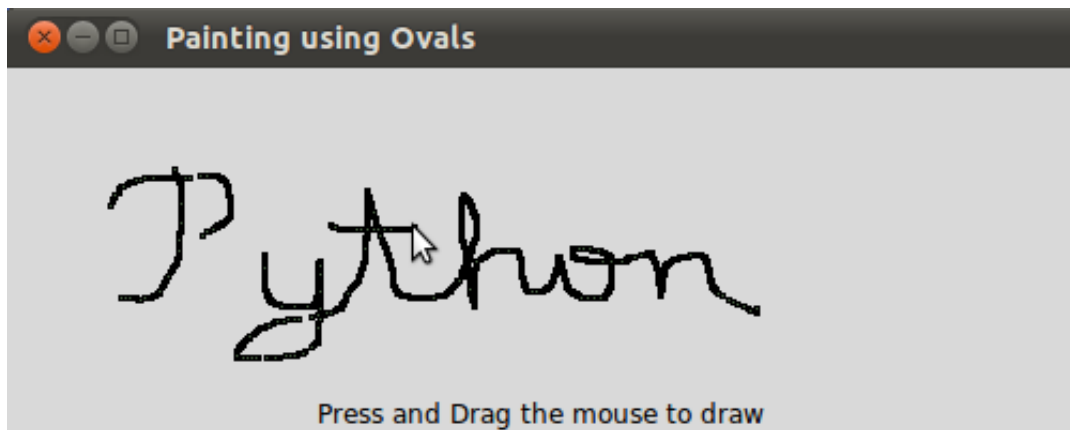 Painting using Ovals
Python
Press and Drag the mouse to draw